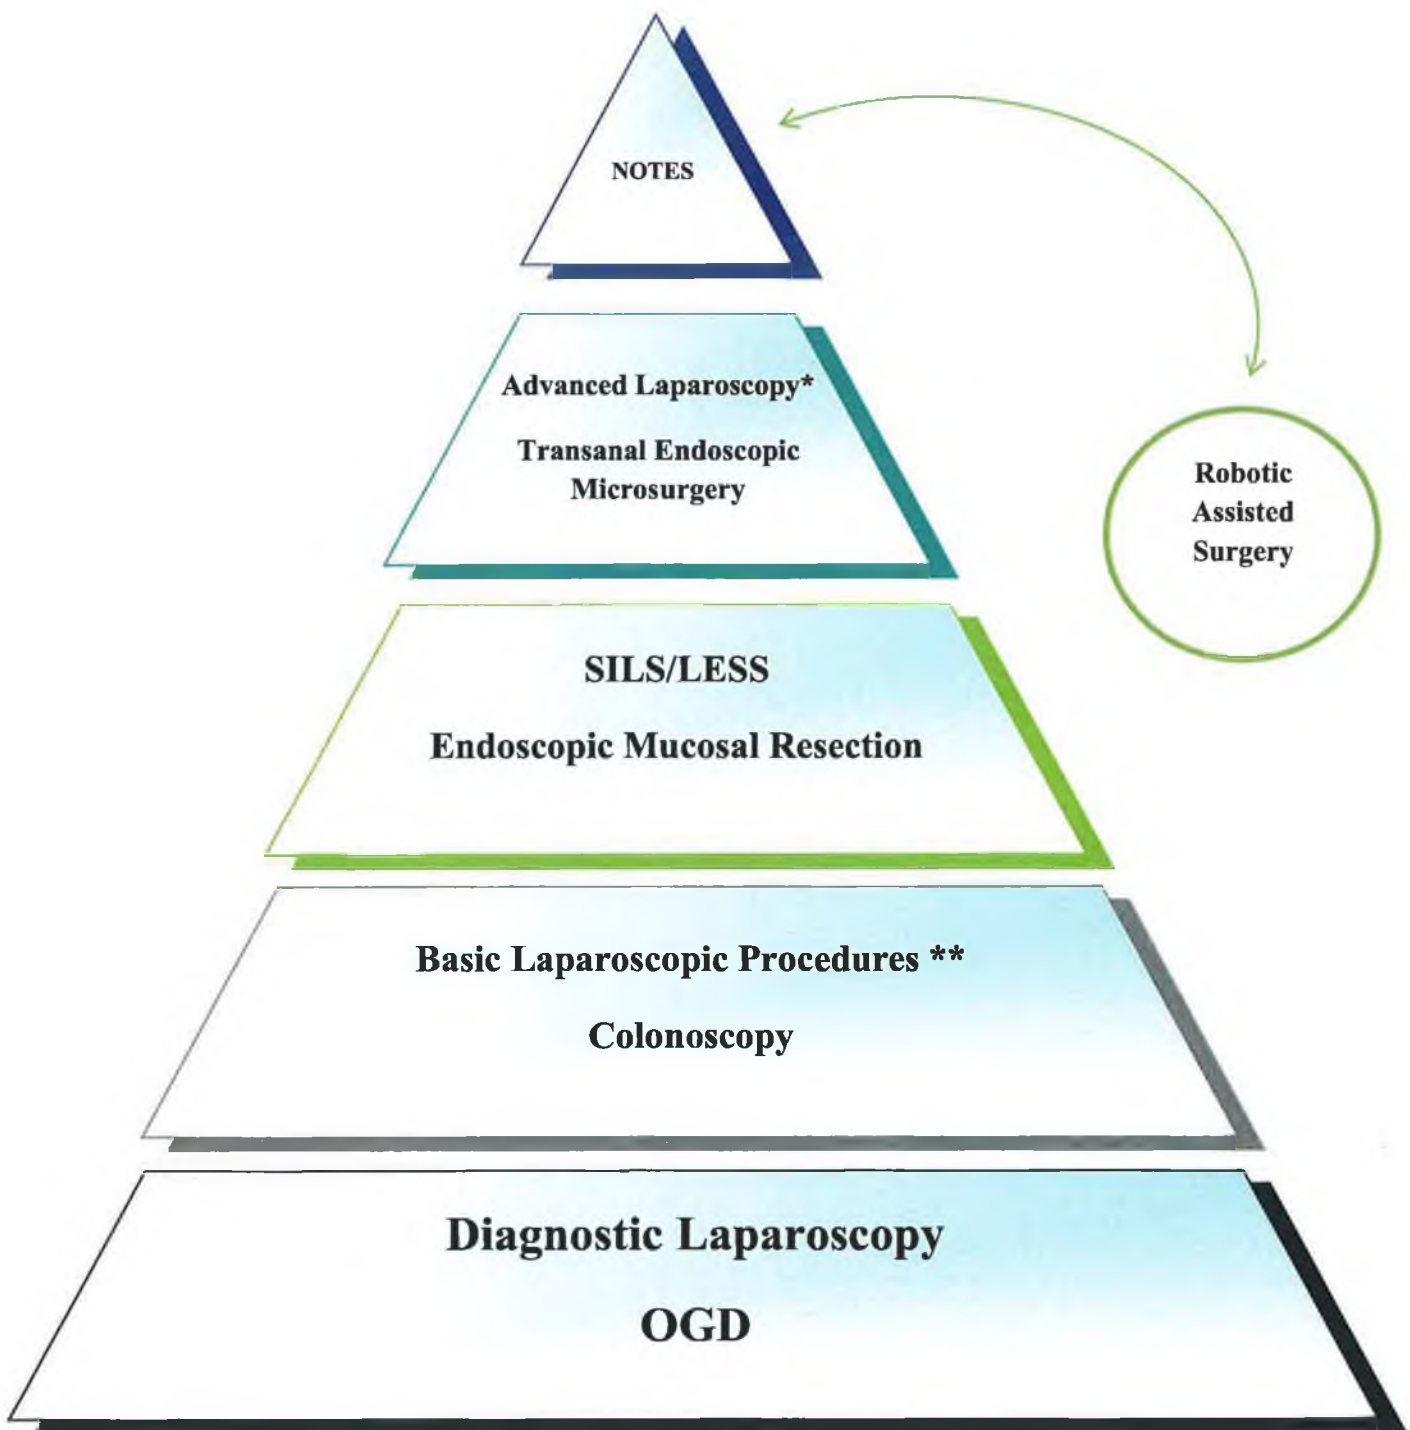 NOTES
Advanced Laparoscopy*
Transanal Endoscopic
Microsurgery
Robotic
Assisted
Surgery
SILS/LESS
Endoscopic Mucosal Resection
Basic Laparoscopic Procedures **
Colonoscopy
Diagnostic Laparoscopy
OGD